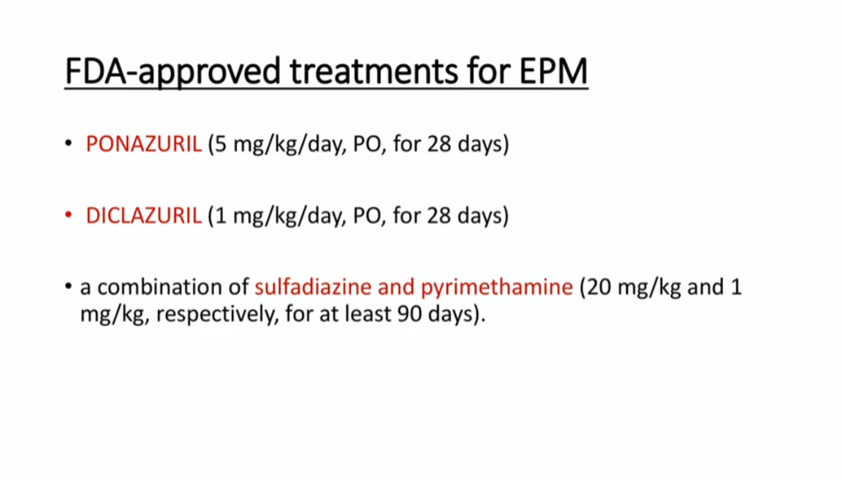 FDA-approved treatments for EPM
• PONAZURIL (5 mg/kg/day, PO, for 28 days)
• DICLAZURIL (1 mg/kg/day, PO, for 28 days)
• a combination of sulfadiazine and pyrimethamine (20 mg/kg and 1
mg/kg, respectively, for at least 90 days).